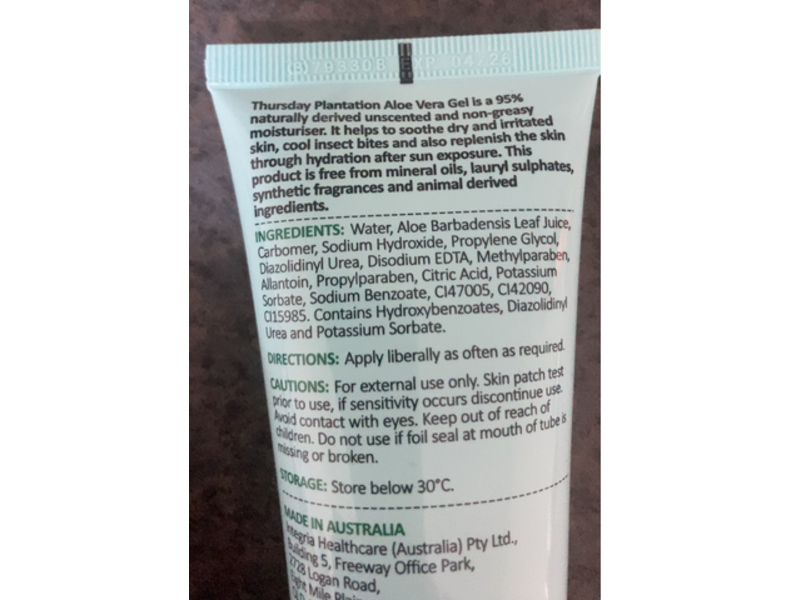 (B) 79330B EXP 04/26
Thursday Plantation Aloe Vera Gel is a 95%
naturally derived unscented and non-greasy
moisturiser. It helps to soothe dry and irritated
skin, cool insect bites and also replenish the skin
through hydration after sun exposure. This
product is free from mineral oils, lauryl sulphates,
synthetic fragrances and animal derived
ingredients.
INGREDIENTS: Water, Aloe Barbadensis Leaf Juice,
Carbomer, Sodium Hydroxide, Propylene Glycol,
Diazolidinyl Urea, Disodium EDTA, Methylparaben,
Allantoin, Propylparaben, Citric Acid, Potassium
Sorbate, Sodium Benzoate, CI47005, CI42090,
CI15985. Contains Hydroxybenzoates, Diazolidinyl
Urea and Potassium Sorbate.
DIRECTIONS: Apply liberally as often as required.
CAUTIONS: For external use only. Skin patch test
prior to use, if sensitivity occurs discontinue use.
Avoid contact with eyes. Keep out of reach of
children. Do not use if foil seal at mouth of tube is
missing or broken.
STORAGE: Store below 30°C.
MADE IN AUSTRALIA
Integria Healthcare (Australia) Pty Ltd.,
Building 5, Freeway Office Park,
2728 Logan Road,
Eight Mile Plains